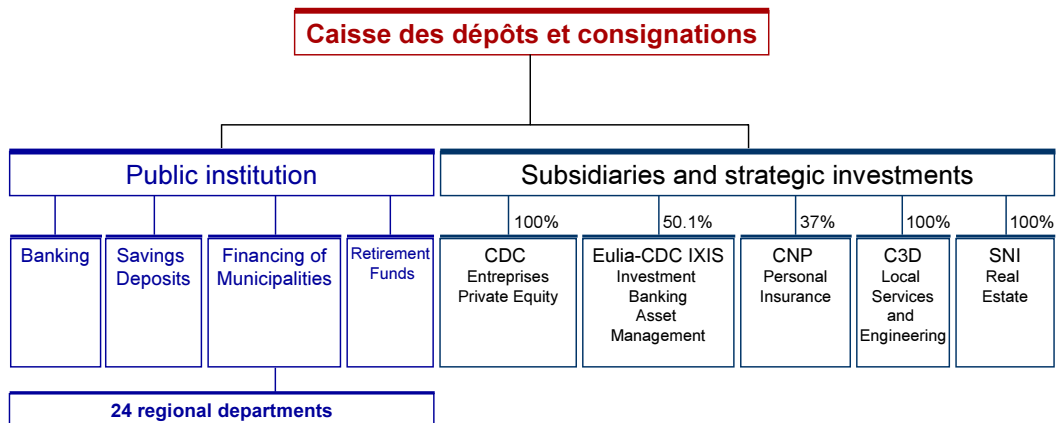 Caisse des dépôts et consignations
Public institution
Subsidiaries and strategic investments
Banking
Savings
Deposits
Financing of
Municipalities
Retirement
Funds
100%
CDC
Entreprises
Private Equity
50.1%
Eulia-CDC IXIS
Investment
Banking
Asset
Management
37%
CNP
Personal
Insurance
100%
C3D
Local
Services
and
Engineering
100%
SNI
Real
Estate
24 regional departments